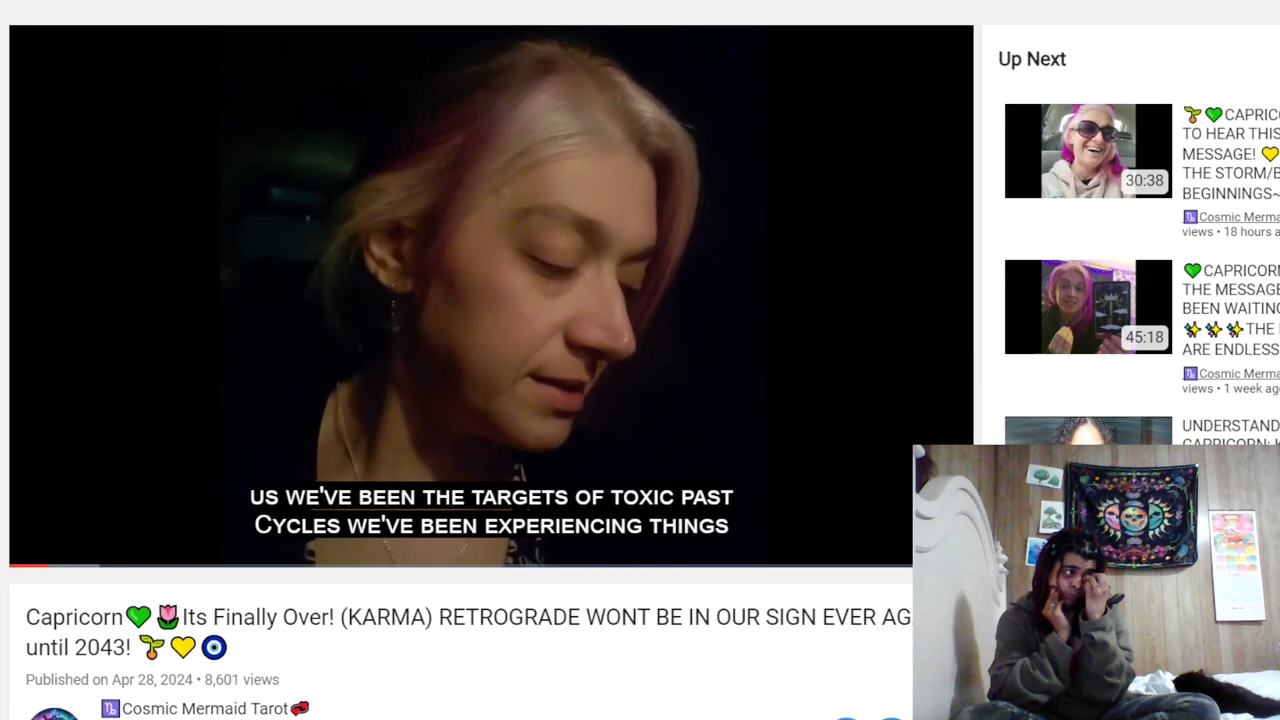 US WE'VE BEEN THE TARGETS OF TOXIC PAST
CYCLES WE'VE BEEN EXPERIENCING THINGS
Capricorn💚🌷Its Finally Over! (KARMA) RETROGRADE WONT BE IN OUR SIGN EVER AG
until 2043! 🌱💛🧿
Published on Apr 28, 2024 • 8,601 views
♑Cosmic Mermaid Tarot💋
Up Next
🌱💚CAPRICO
TO HEAR THIS
MESSAGE! 💛
THE STORM/B
BEGINNINGS~
♑Cosmic Merma
views • 18 hours a
30:38
💚CAPRICORN
THE MESSAGE
BEEN WAITING
✨✨✨THE
ARE ENDLESS
♑Cosmic Merma
views • 1 week ago
45:18
UNDERSTAND
CAPRICORN: